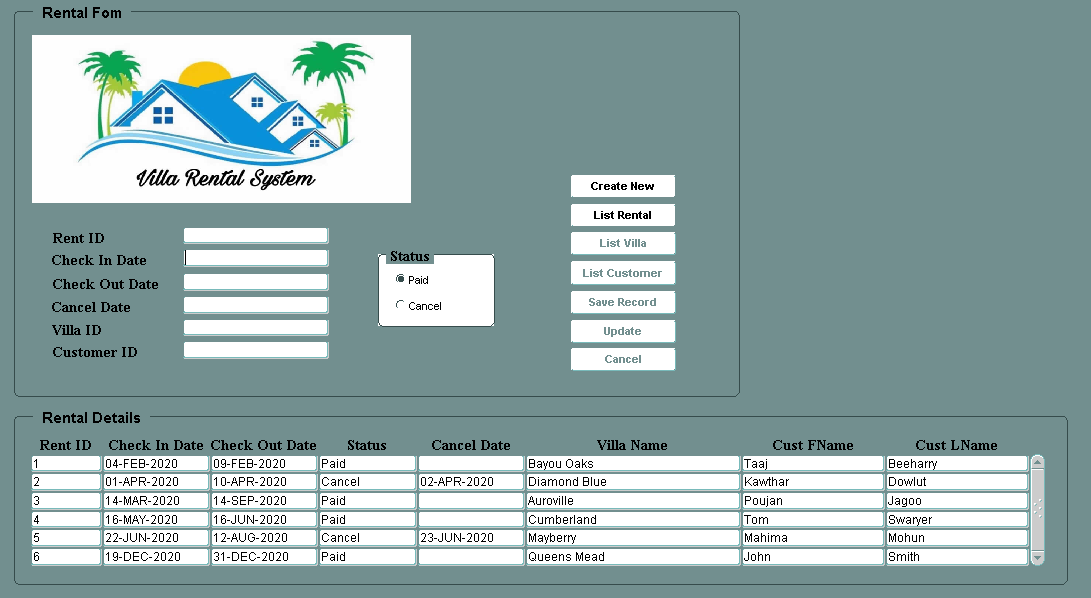 Rental Fom
Villa Rental System
Create New
List Rental
List Villa
List Customer
Save Record
Update
Cancel
Rent ID
Check In Date
Check Out Date
Cancel Date
Villa ID
Customer ID
Status
Paid
Cancel
Rental Details
Rent ID Check In Date Check Out Date Status Cancel Date Villa Name Cust FName Cust LName
1 04-FEB-2020 09-FEB-2020 Paid Bayou Oaks Taaj Beeharry
2 01-APR-2020 10-APR-2020 Cancel 02-APR-2020 Diamond Blue Kawthar Dowlut
3 14-MAR-2020 14-SEP-2020 Paid Auroville Poujan Jagoo
4 16-MAY-2020 16-JUN-2020 Paid Cumberland Tom Swaryer
5 22-JUN-2020 12-AUG-2020 Cancel 23-JUN-2020 Mayberry Mahima Mohun
6 19-DEC-2020 31-DEC-2020 Paid Queens Mead John Smith